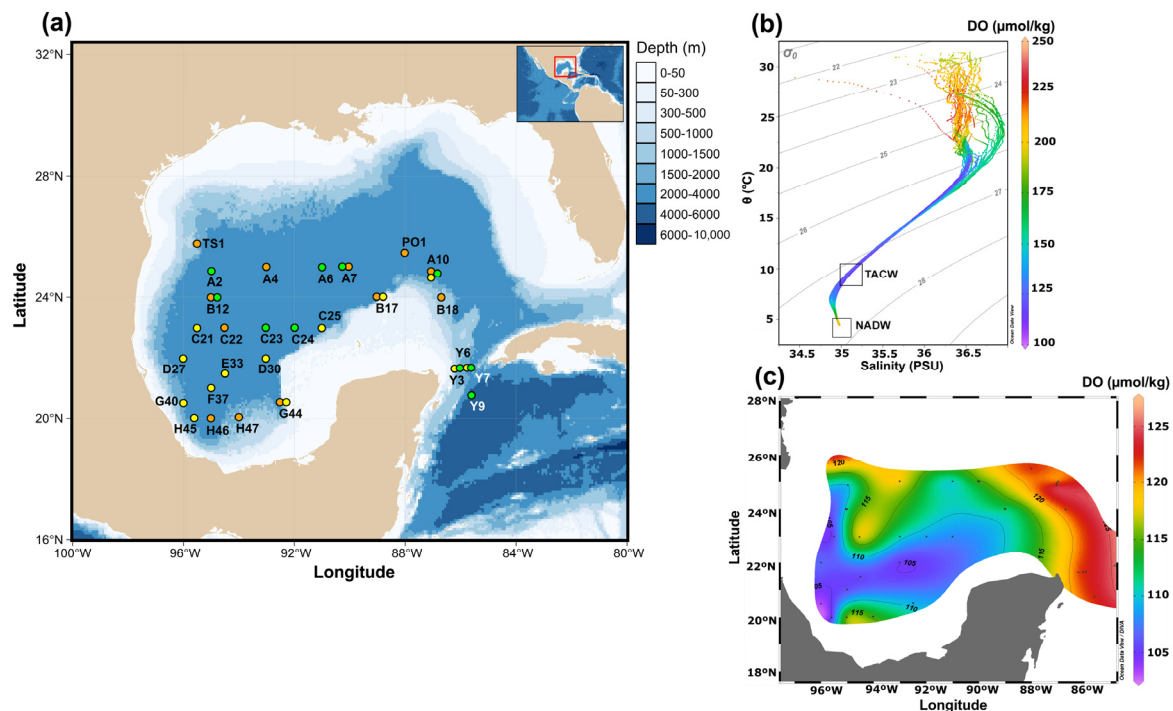 (a)
32°N
28°N
24°N
20°N
16°N
Latitude
100°W
96°W
92°W
88°W
84°W
80°W
Longitude
TS1
PO1
A2
A4
A6
A7
A10
B12
B17
B18
C21
C22
C23
C24
C25
D27
E33
D30
F37
G40
G44
H45
H46
H47
Y6
Y3
Y7
Y9
Depth (m)
0-50
50-300
300-500
500-1000
1000-1500
1500-2000
2000-4000
4000-6000
6000-10,000
(b)
DO (μmol/kg)
σ0
30
25
20
15
10
5
θ (°C)
22
23
24
25
26
27
TACW
NADW
34.5
35
35.5
36
36.5
Salinity (PSU)
Ocean Data View
250
225
200
175
150
125
100
(c)
DO (μmol/kg)
28°N
26°N
24°N
22°N
20°N
18°N
Latitude
120
115
110
105
115
110
120
115
96°W
94°W
92°W
90°W
88°W
86°W
Longitude
Ocean Data View / DIVA
125
120
115
110
105